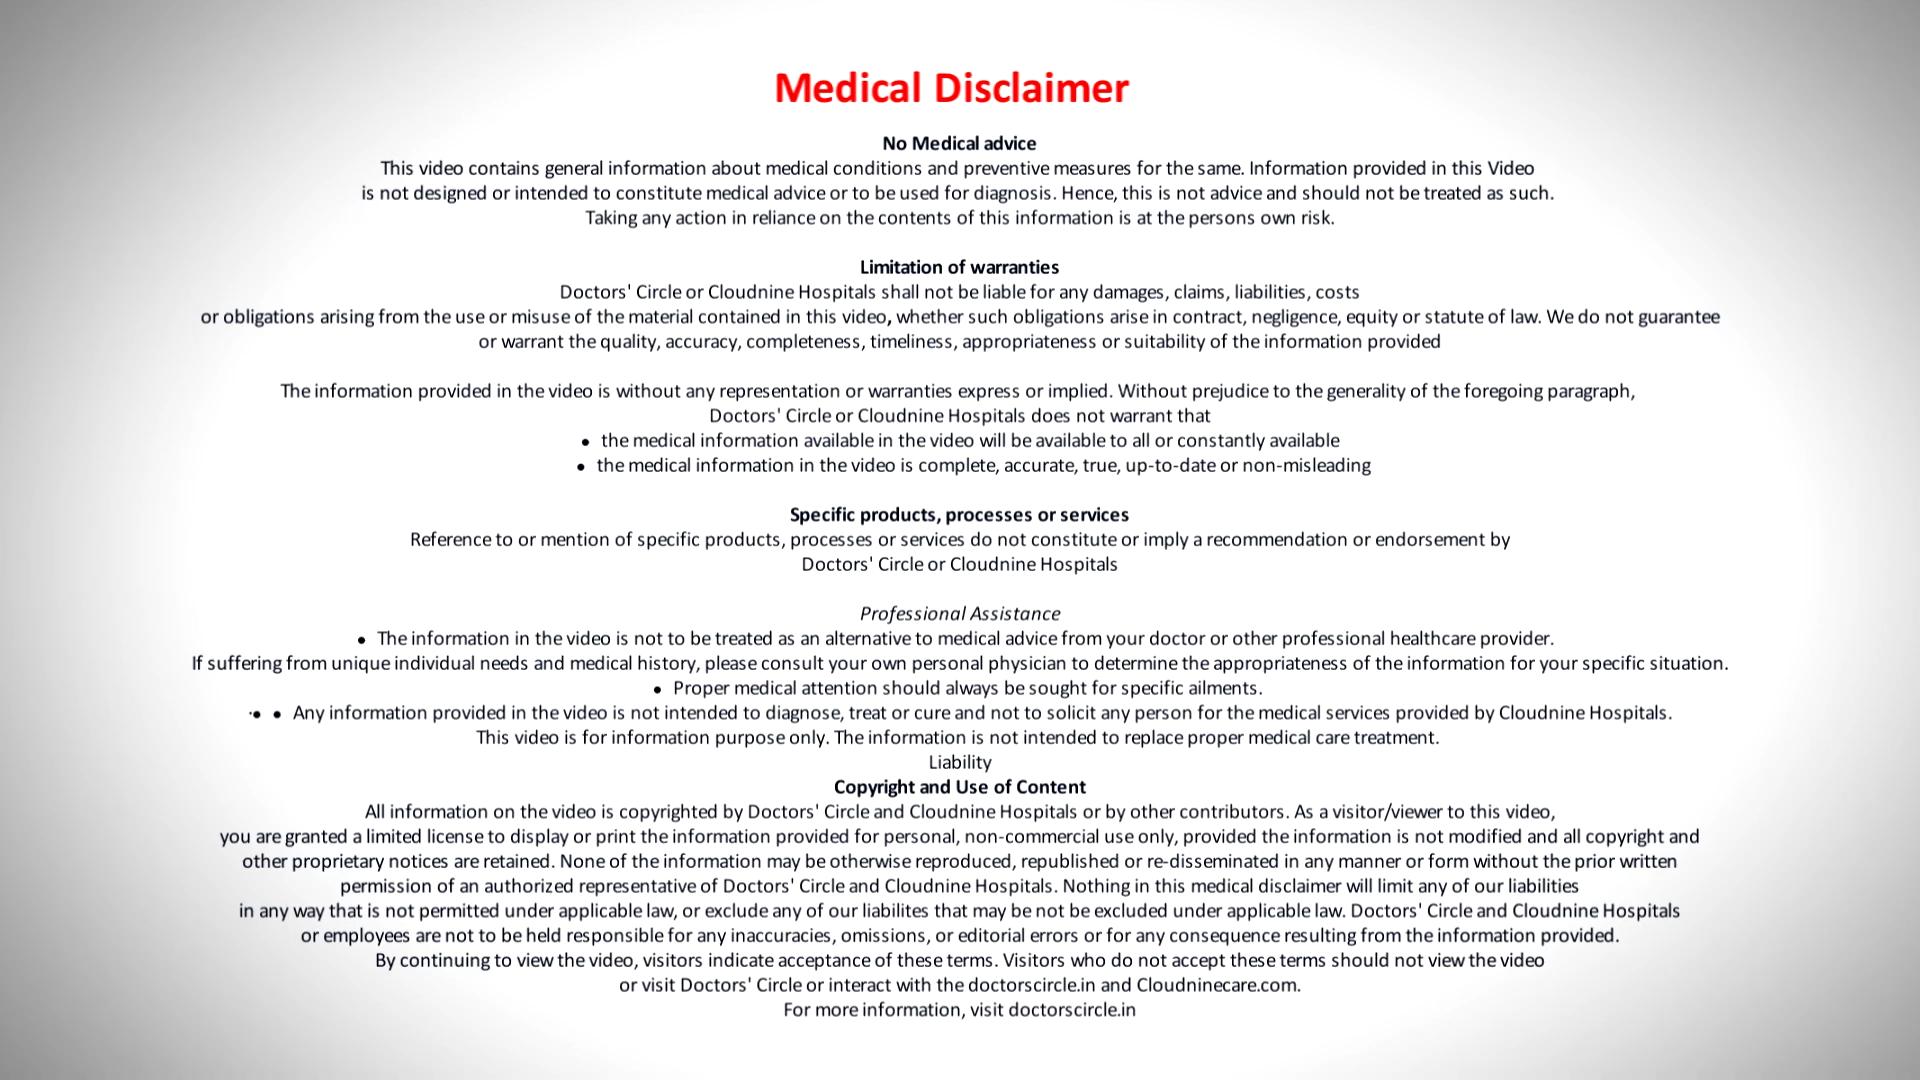 Medical Disclaimer
No Medical advice
This video contains general information about medical conditions and preventive measures for the same. Information provided in this Video
is not designed or intended to constitute medical advice or to be used for diagnosis. Hence, this is not advice and should not be treated as such.
Taking any action in reliance on the contents of this information is at the persons own risk.
Limitation of warranties
Doctors' Circle or Cloudnine Hospitals shall not be liable for any damages, claims, liabilities, costs
or obligations arising from the use or misuse of the material contained in this video, whether such obligations arise in contract, negligence, equity or statute of law. We do not guarantee
or warrant the quality, accuracy, completeness, timeliness, appropriateness or suitability of the information provided
The information provided in the video is without any representation or warranties express or implied. Without prejudice to the generality of the foregoing paragraph,
Doctors' Circle or Cloudnine Hospitals does not warrant that
• the medical information available in the video will be available to all or constantly available
• the medical information in the video is complete, accurate, true, up-to-date or non-misleading
Specific products, processes or services
Reference to or mention of specific products, processes or services do not constitute or imply a recommendation or endorsement by
Doctors' Circle or Cloudnine Hospitals
Professional Assistance
• The information in the video is not to be treated as an alternative to medical advice from your doctor or other professional healthcare provider.
If suffering from unique individual needs and medical history, please consult your own personal physician to determine the appropriateness of the information for your specific situation.
• Proper medical attention should always be sought for specific ailments.
·• • Any information provided in the video is not intended to diagnose, treat or cure and not to solicit any person for the medical services provided by Cloudnine Hospitals.
This video is for information purpose only. The information is not intended to replace proper medical care treatment.
Liability
Copyright and Use of Content
All information on the video is copyrighted by Doctors' Circle and Cloudnine Hospitals or by other contributors. As a visitor/viewer to this video,
you are granted a limited license to display or print the information provided for personal, non-commercial use only, provided the information is not modified and all copyright and
other proprietary notices are retained. None of the information may be otherwise reproduced, republished or re-disseminated in any manner or form without the prior written
permission of an authorized representative of Doctors' Circle and Cloudnine Hospitals. Nothing in this medical disclaimer will limit any of our liabilities
in any way that is not permitted under applicable law, or exclude any of our liabilites that may be not be excluded under applicable law. Doctors' Circle and Cloudnine Hospitals
or employees are not to be held responsible for any inaccuracies, omissions, or editorial errors or for any consequence resulting from the information provided.
By continuing to view the video, visitors indicate acceptance of these terms. Visitors who do not accept these terms should not view the video
or visit Doctors' Circle or interact with the doctorscircle.in and Cloudninecare.com.
For more information, visit doctorscircle.in